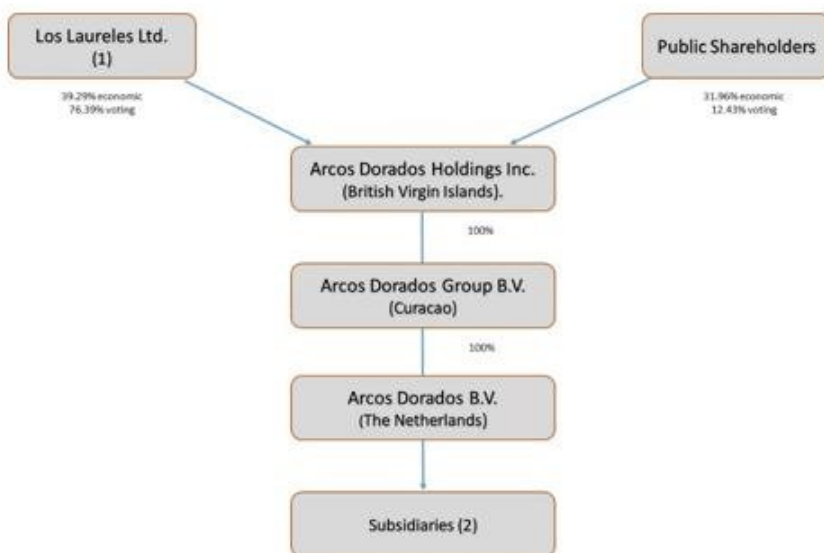 Los Laureles Ltd.
(1)
Public Shareholders
39.29% economic
76.39% voting
31.96% economic
12.43% voting
Arcos Dorados Holdings Inc.
(British Virgin Islands).
100%
Arcos Dorados Group B.V.
(Curacao)
100%
Arcos Dorados B.V.
(The Netherlands)
Subsidiaries (2)